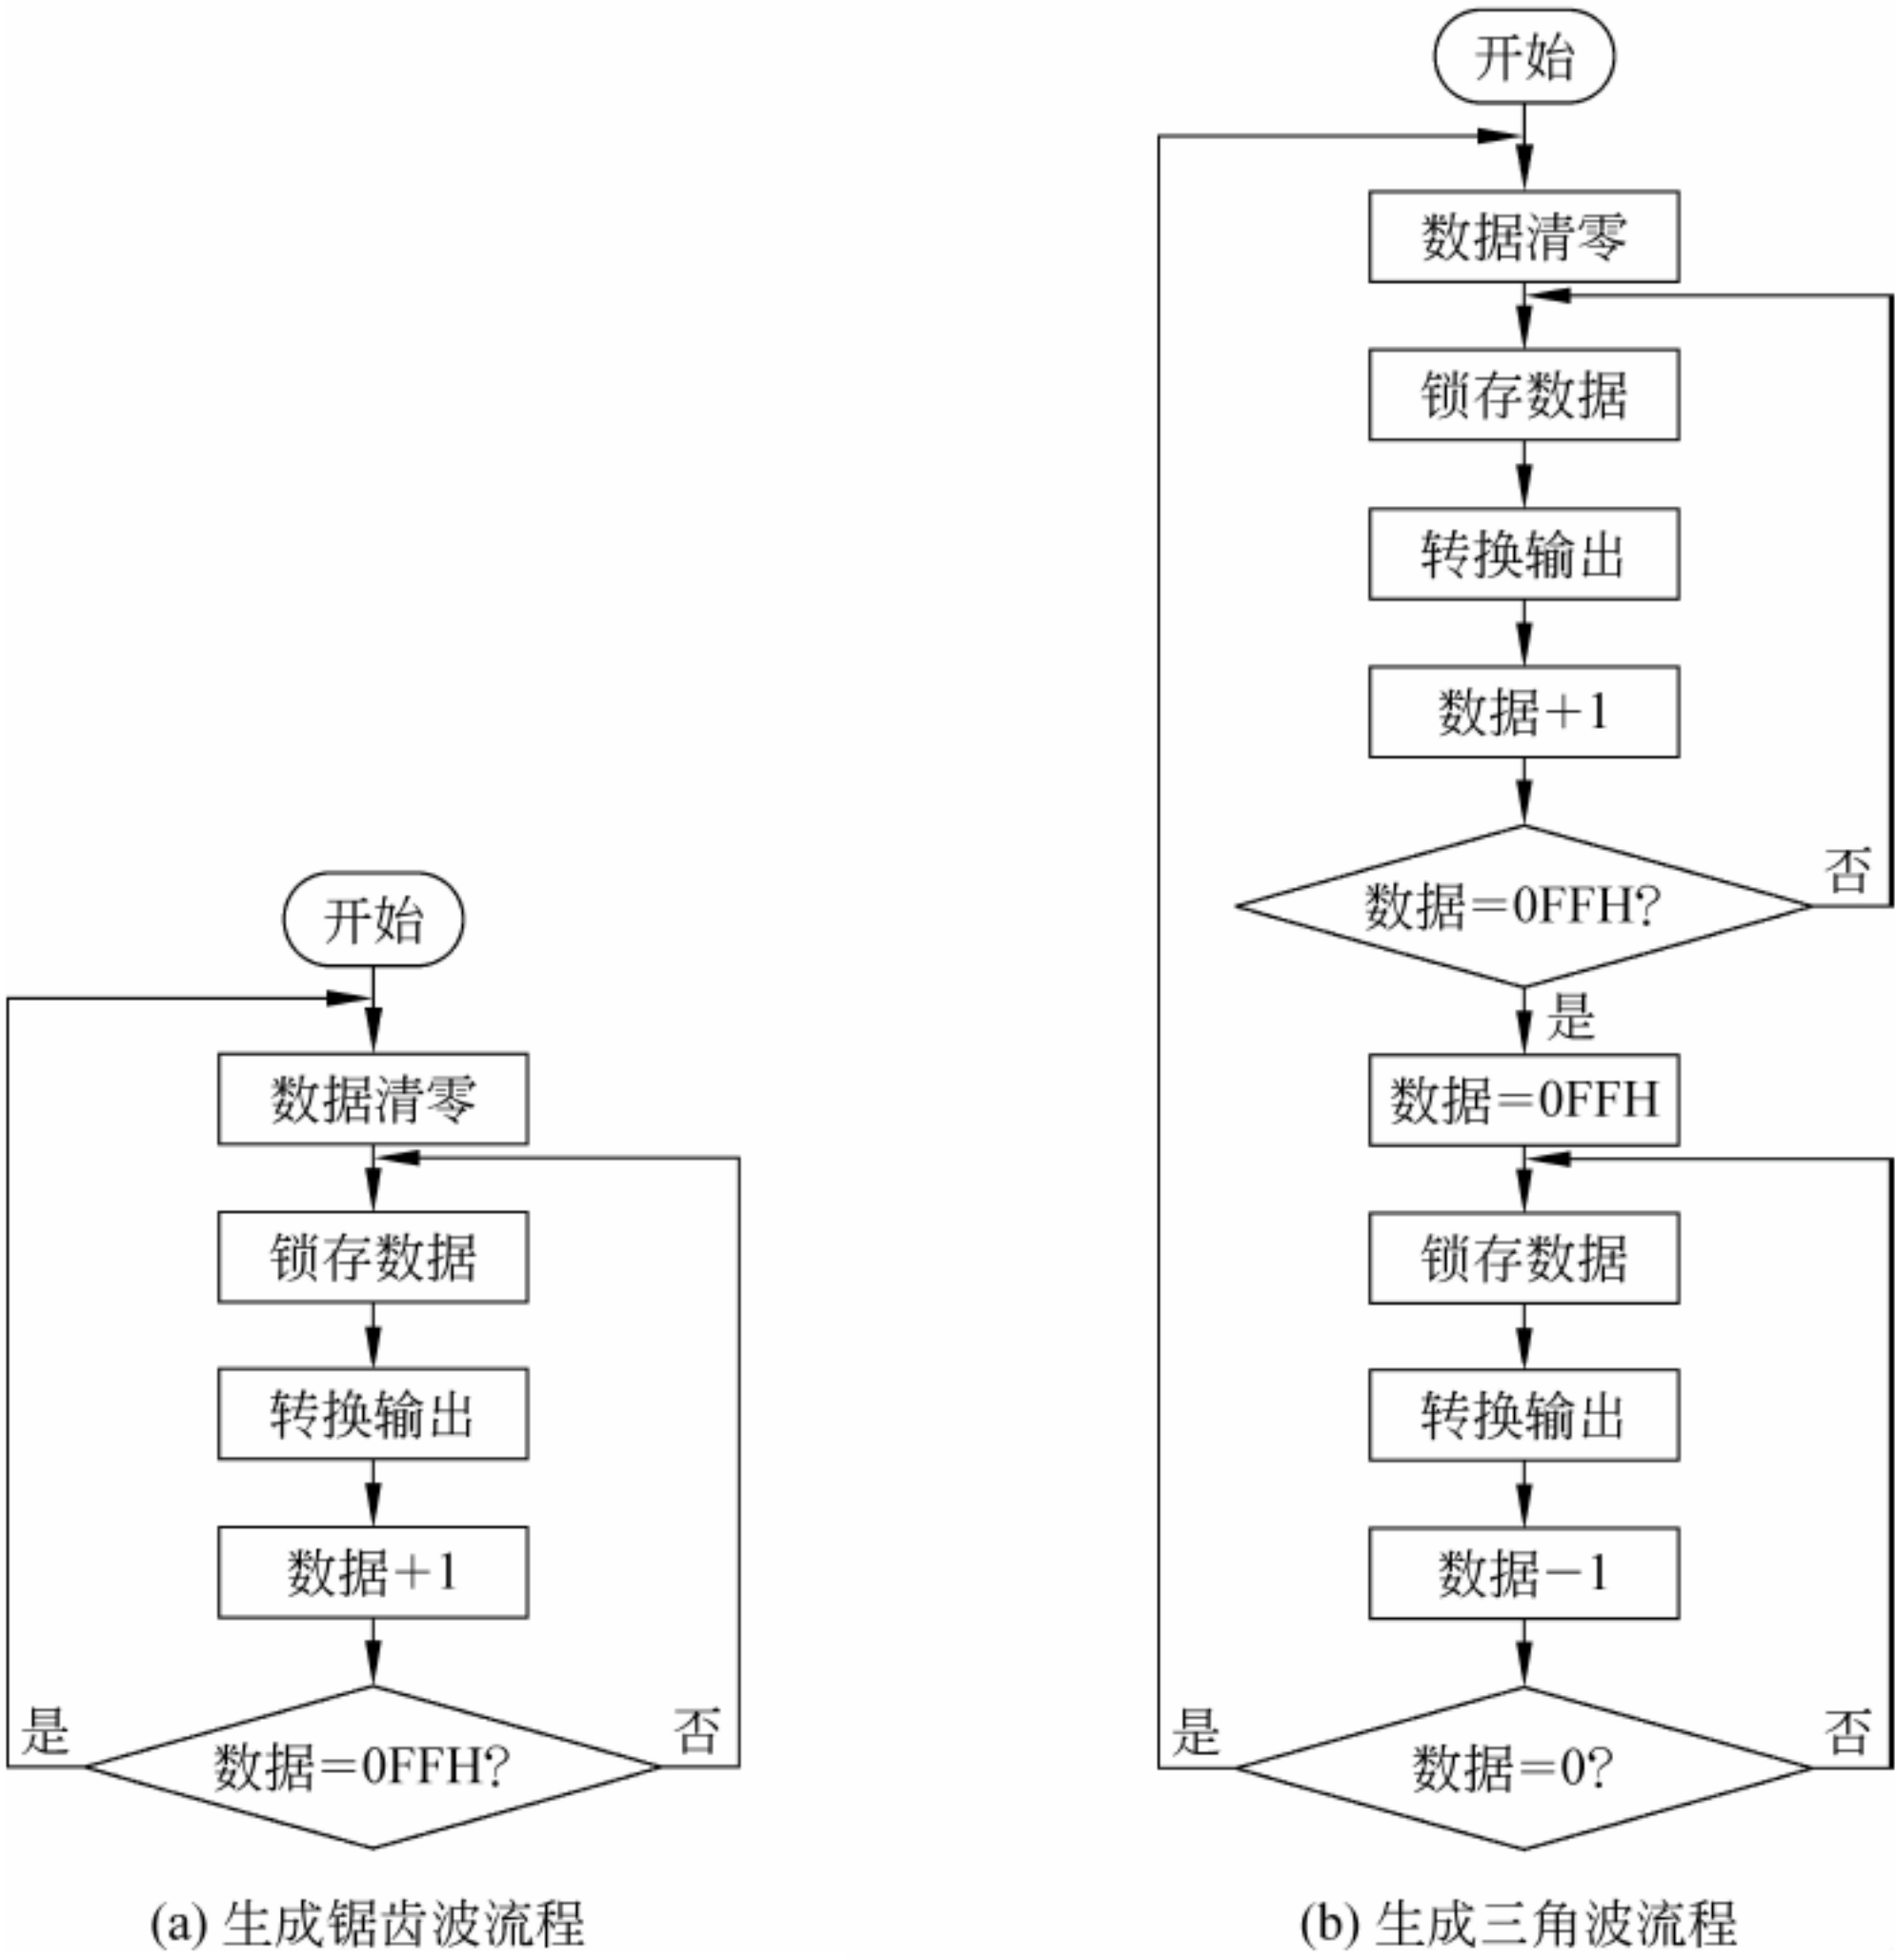 开始
数据清零
锁存数据
转换输出
数据+1
数据=0FFH?
是
否
(a) 生成锯齿波流程
开始
数据清零
锁存数据
转换输出
数据+1
数据=0FFH?
否
是
数据=0FFH
锁存数据
转换输出
数据−1
数据=0?
是
否
(b) 生成三角波流程